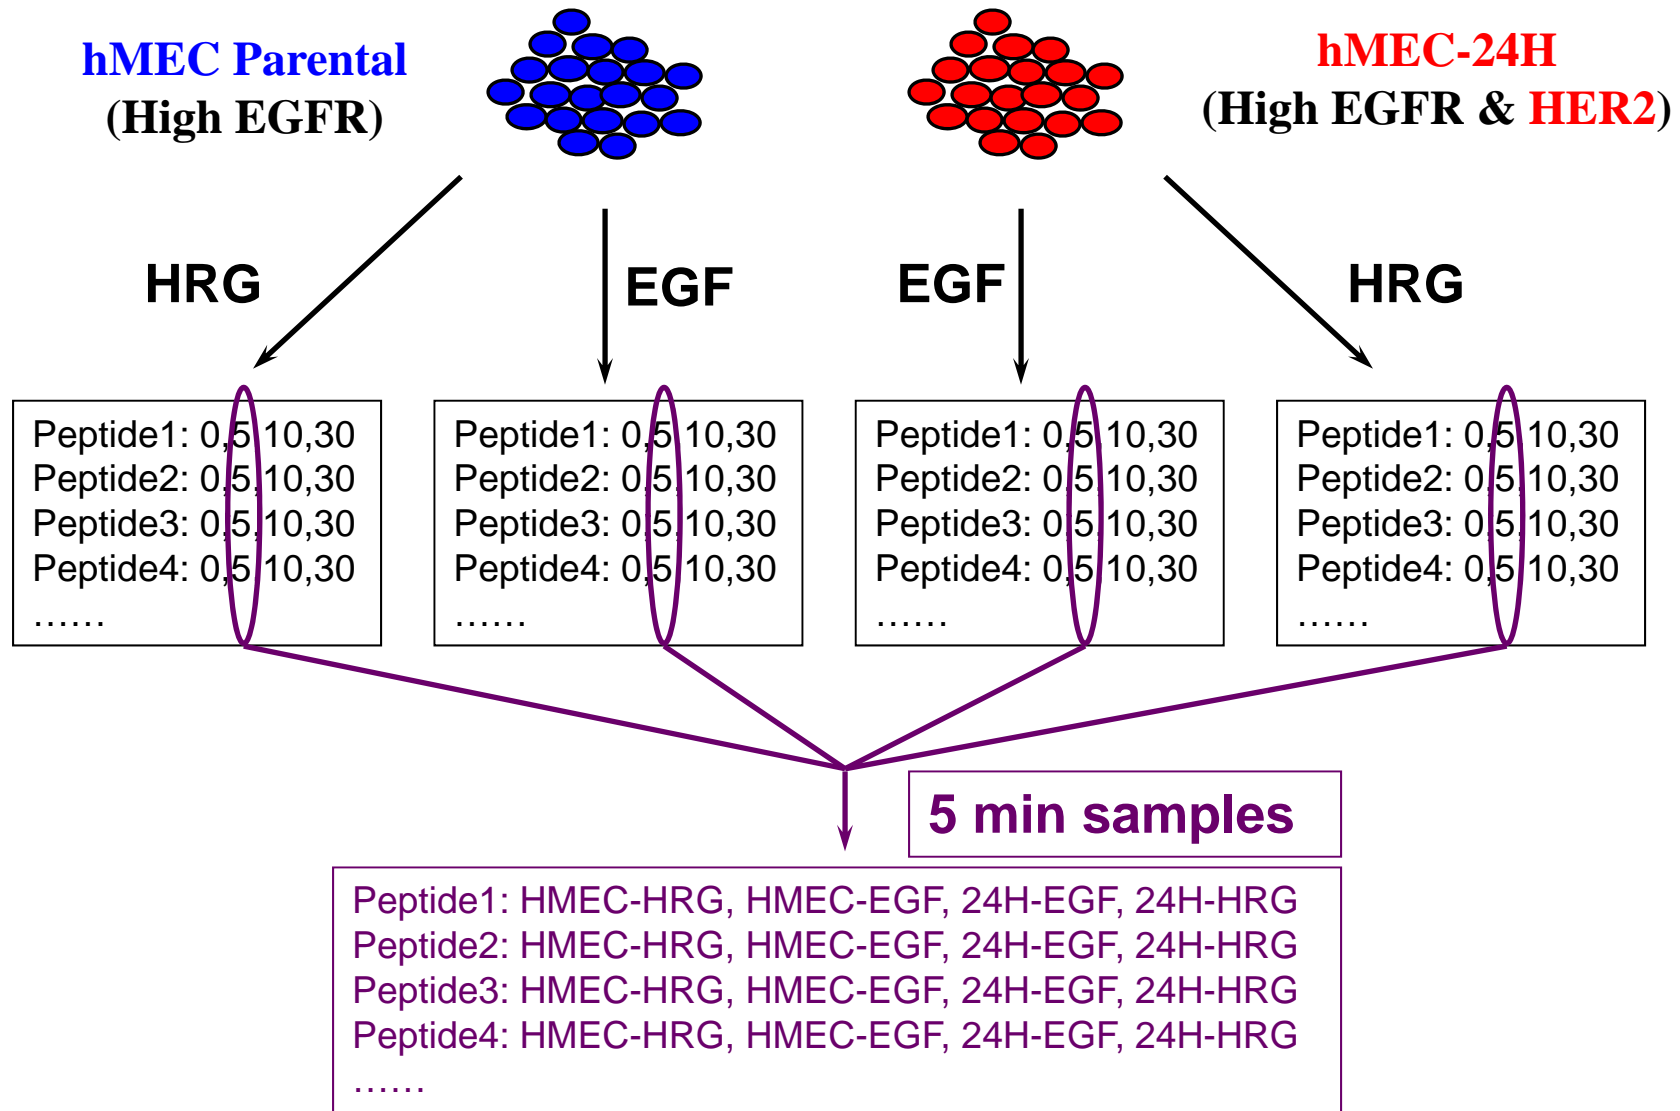 hMEC Parental
(High EGFR)
hMEC-24H
(High EGFR & HER2)
HRG
EGF
EGF
HRG
Peptide1: 0,5,10,30
Peptide2: 0,5,10,30
Peptide3: 0,5,10,30
Peptide4: 0,5,10,30
……
Peptide1: 0,5,10,30
Peptide2: 0,5,10,30
Peptide3: 0,5,10,30
Peptide4: 0,5,10,30
……
Peptide1: 0,5,10,30
Peptide2: 0,5,10,30
Peptide3: 0,5,10,30
Peptide4: 0,5,10,30
……
Peptide1: 0,5,10,30
Peptide2: 0,5,10,30
Peptide3: 0,5,10,30
Peptide4: 0,5,10,30
……
5 min samples
Peptide1: HMEC-HRG, HMEC-EGF, 24H-EGF, 24H-HRG
Peptide2: HMEC-HRG, HMEC-EGF, 24H-EGF, 24H-HRG
Peptide3: HMEC-HRG, HMEC-EGF, 24H-EGF, 24H-HRG
Peptide4: HMEC-HRG, HMEC-EGF, 24H-EGF, 24H-HRG
……